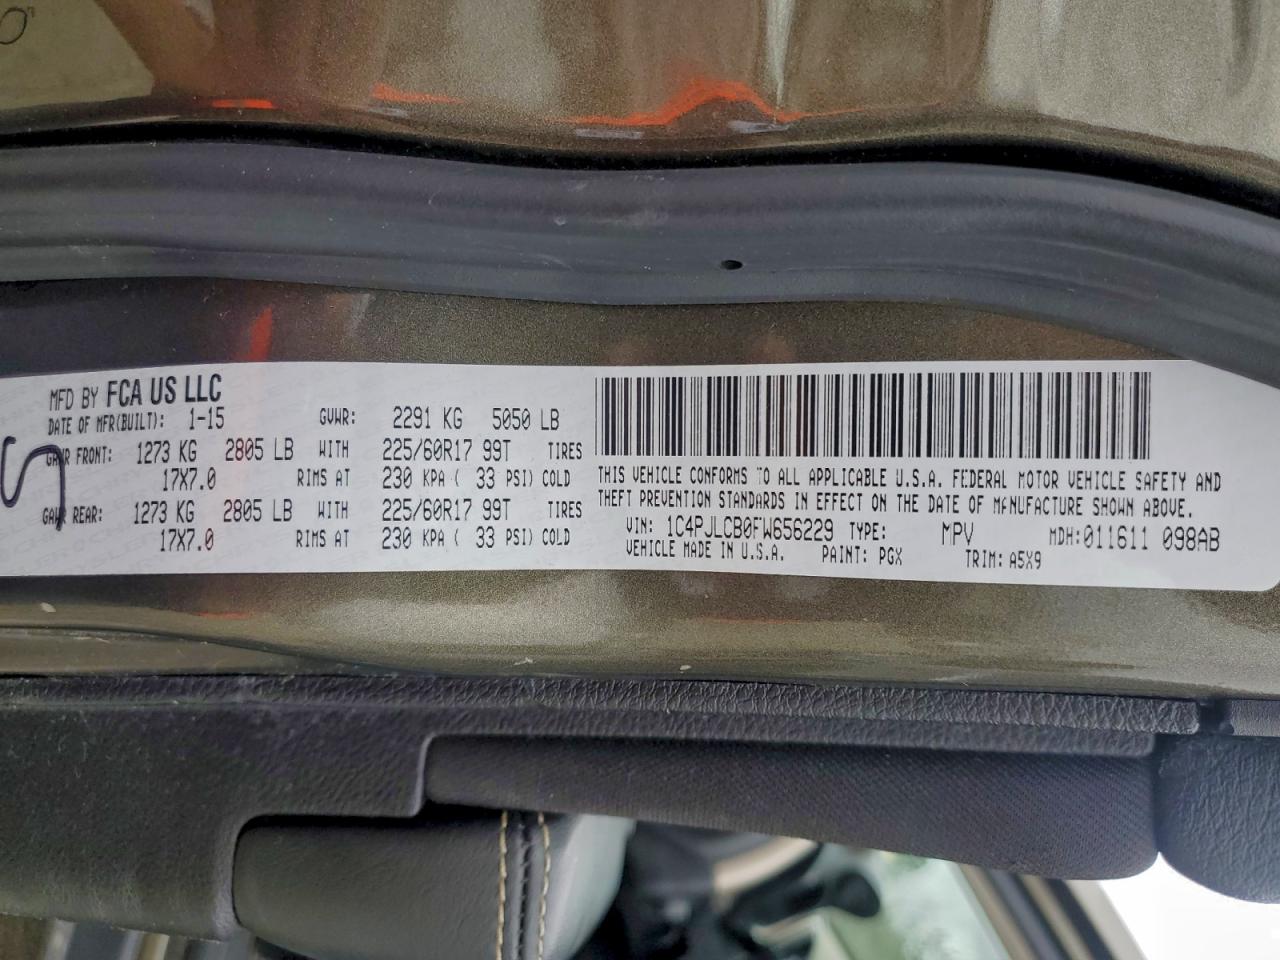 MFD BY FCA US LLC
DATE OF MFR(BUILT): 1-15 GVWR: 2291 KG 5050 LB
GAWR FRONT: 1273 KG 2805 LB WITH 225/60R17 99T TIRES
17X7.0 RIMS AT 230 KPA ( 33 PSI) COLD
GAWR REAR: 1273 KG 2805 LB WITH 225/60R17 99T TIRES
17X7.0 RIMS AT 230 KPA ( 33 PSI) COLD
THIS VEHICLE CONFORMS TO ALL APPLICABLE U.S.A. FEDERAL MOTOR VEHICLE SAFETY AND
THEFT PREVENTION STANDARDS IN EFFECT ON THE DATE OF MANUFACTURE SHOWN ABOVE.
VIN: 1C4PJLCB0FW656229 TYPE: MPV MDH:011611 098AB
VEHICLE MADE IN U.S.A. PAINT: PGX TRIM: A5X9